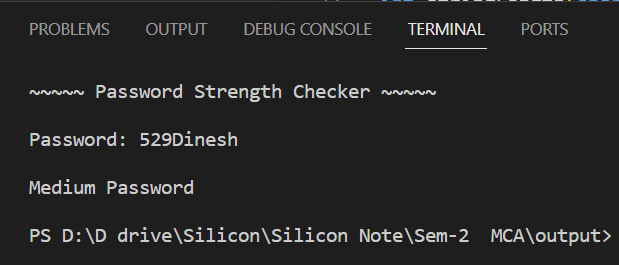 PROBLEMS OUTPUT DEBUG CONSOLE TERMINAL PORTS
~~~~~ Password Strength Checker ~~~~~
Password: 529Dinesh
Medium Password
PS D:\D drive\Silicon\Silicon Note\Sem-2  MCA\output>